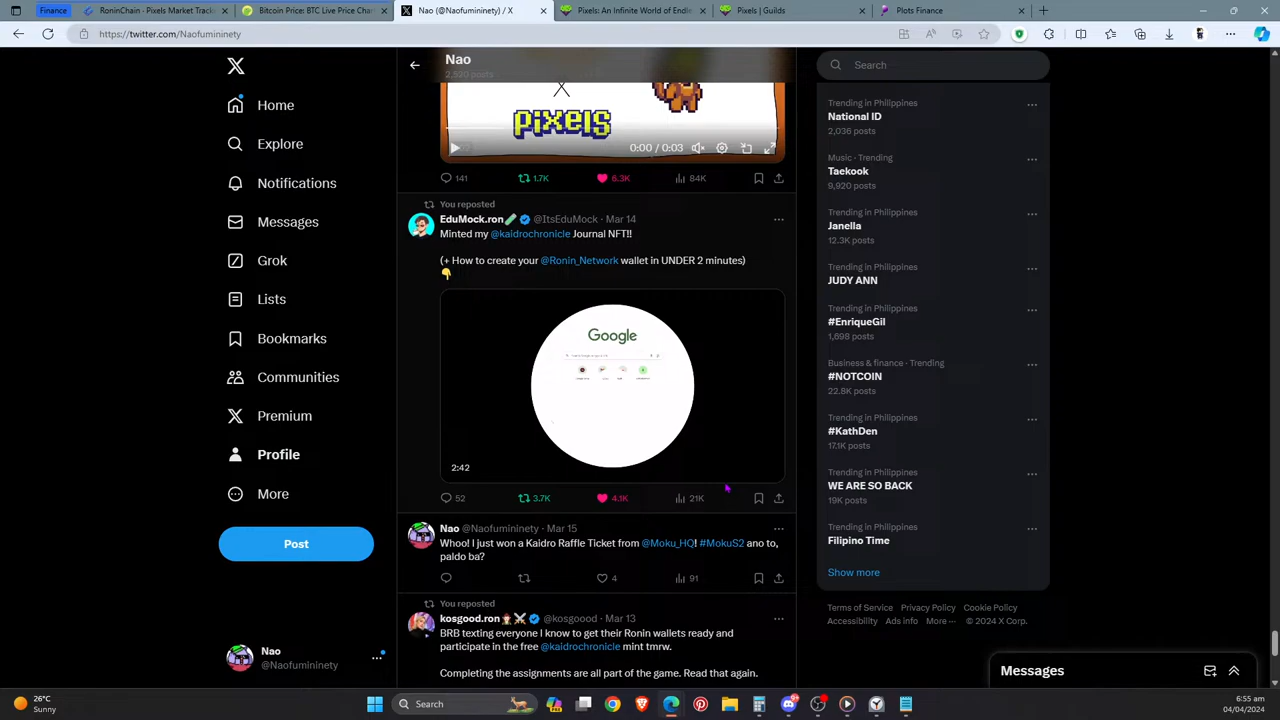 Finance
RoninChain - Pixels Market Track
Bitcoin Price: BTC Live Price Char
Nao (@Naofumininety) / X
Pixels: An Infinite World of Endle
Pixels | Guilds
Plots Finance
https://twitter.com/Naofumininety
Home
Explore
Notifications
Messages
Grok
Lists
Bookmarks
Communities
Premium
Profile
More
Post
Nao
@Naofumininety
Nao
2,520 posts
X
pixels
0:00 / 0:03
141 1.7K 6.3K 84K
You reposted
EduMock.ron @ItsEduMock · Mar 14
Minted my @kaidrochronicle Journal NFT!!
(+ How to create your @Ronin_Network wallet in UNDER 2 minutes)
Google
2:42
52 3.7K 4.1K 21K
Nao @Naofumininety · Mar 15
Whoo! I just won a Kaidro Raffle Ticket from @Moku_HQ! #MokuS2 ano to,
paldo ba?
4 91
You reposted
kosgood.ron @kosgoood · Mar 13
BRB texting everyone I know to get their Ronin wallets ready and
participate in the free @kaidrochronicle mint tmrw.
Completing the assignments are all part of the game. Read that again.
Search
Trending in Philippines
National ID
2,036 posts
Music · Trending
Taekook
9,920 posts
Trending in Philippines
Janella
12.3K posts
Trending in Philippines
JUDY ANN
Trending in Philippines
#EnriqueGil
1,698 posts
Business & finance · Trending
#NOTCOIN
22.8K posts
Trending in Philippines
#KathDen
17.1K posts
Trending in Philippines
WE ARE SO BACK
19K posts
Trending in Philippines
Filipino Time
Show more
Terms of Service Privacy Policy Cookie Policy
Accessibility Ads info More ··· © 2024 X Corp.
Messages
26°C
Sunny
Search
6:55 am
04/04/2024